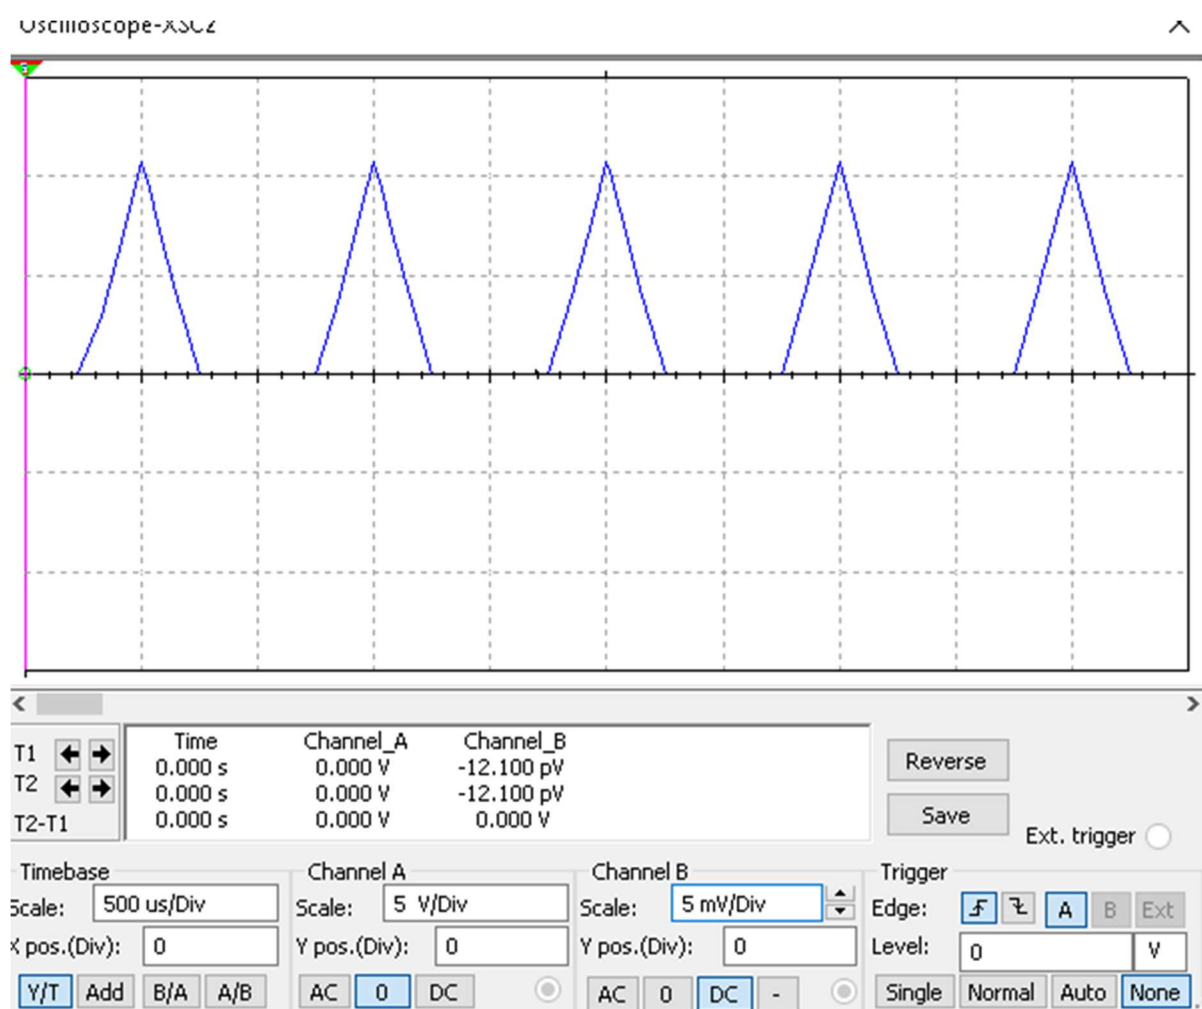 Oscilloscope-XSC2
Time Channel_A Channel_B
T1 0.000 s 0.000 V -12.100 pV
T2 0.000 s 0.000 V -12.100 pV
T2-T1 0.000 s 0.000 V 0.000 V
Reverse
Save
Ext. trigger
Timebase
Scale: 500 us/Div
X pos.(Div): 0
Y/T Add B/A A/B
Channel A
Scale: 5 V/Div
Y pos.(Div): 0
AC 0 DC
Channel B
Scale: 5 mV/Div
Y pos.(Div): 0
AC 0 DC -
Trigger
Edge: A B Ext
Level: 0 V
Single Normal Auto None